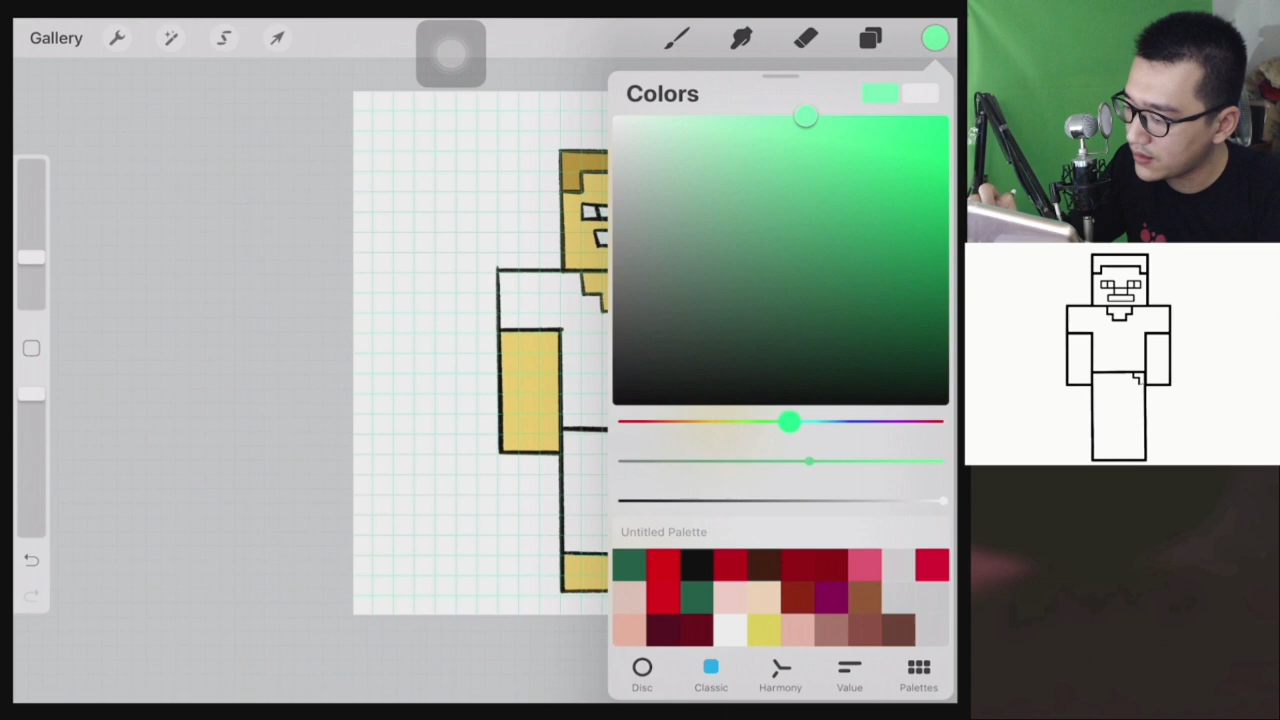 Gallery
Colors
Untitled Palette
Disc
Classic
Harmony
Value
Palettes